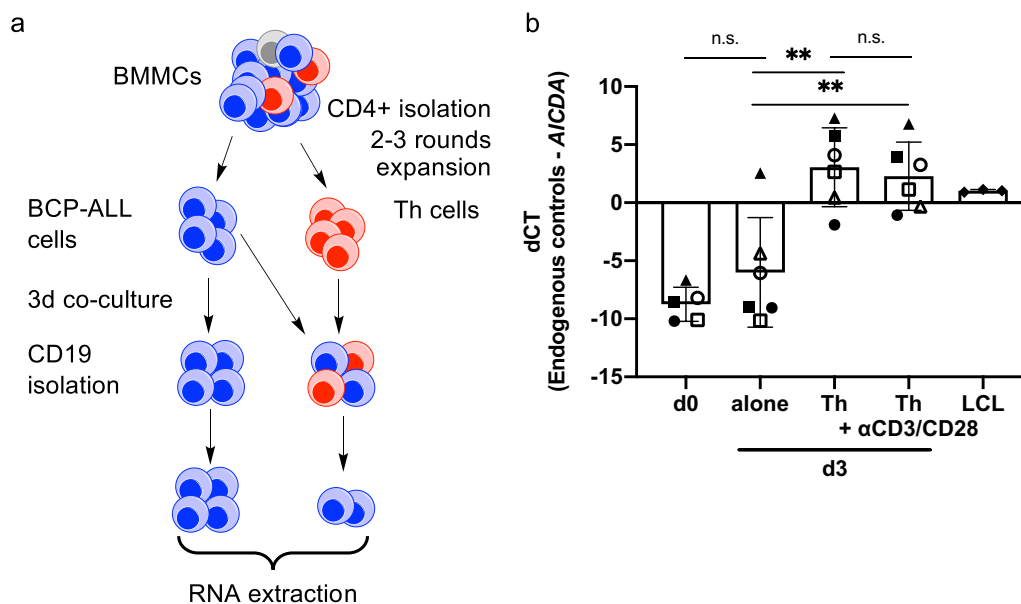 a
BMMCs
CD4+ isolation
2-3 rounds
expansion
BCP-ALL
cells
Th cells
3d co-culture
CD19
isolation
RNA extraction
b
n.s.
n.s.
**
**
dCT
(Endogenous controls - AICDA)
10
5
0
-5
-10
-15
d0
alone
Th
Th
LCL
+ αCD3/CD28
d3